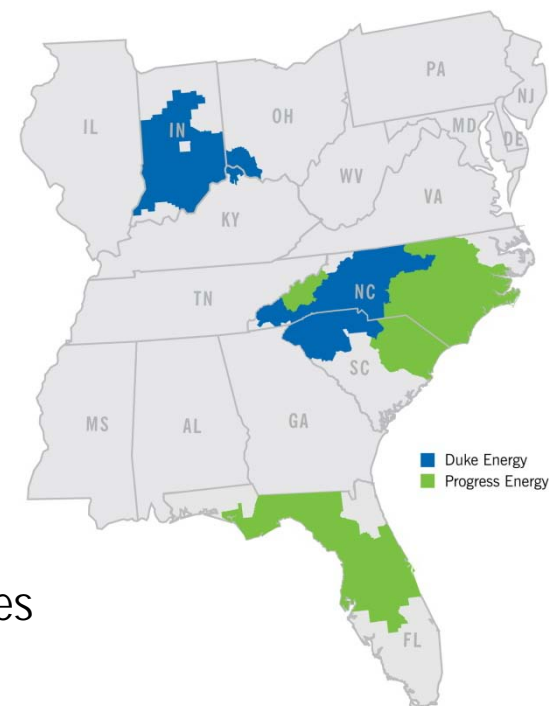 PA
NJ
IL
IN
OH
MD
DE
WV
VA
KY
NC
TN
SC
MS
AL
GA
Duke Energy
Progress Energy
es
FL